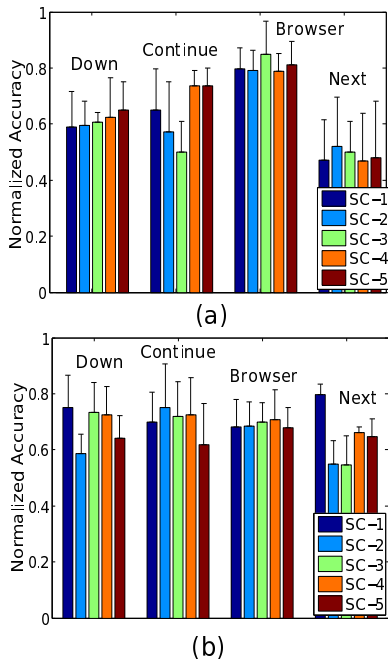 1
0.8
0.6
0.4
0.2
0
Normalized Accuracy
Down
Continue
Browser
Next
SC-1
SC-2
SC-3
SC-4
SC-5
(a)
1
0.8
0.6
0.4
0.2
0
Normalized Accuracy
Down
Continue
Browser
Next
SC-1
SC-2
SC-3
SC-4
SC-5
(b)